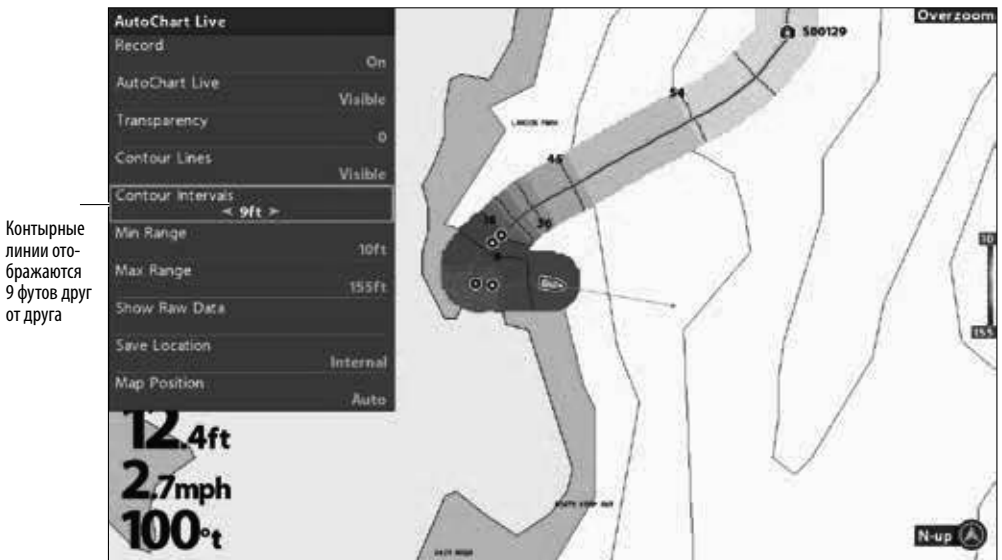 Контырные
линии ото-
бражаются
9 футов друг
от друга
AutoChart Live
Record
On
AutoChart Live
Visible
Transparency
0
Contour Lines
Visible
Contour Intervals
< 9ft >
Min Range
10ft
Max Range
155ft
Show Raw Data
Save Location
Internal
Map Position
Auto
12.4ft
2.7mph
100°t
Overzoom
S00129
54
45
36
10
155
N-up